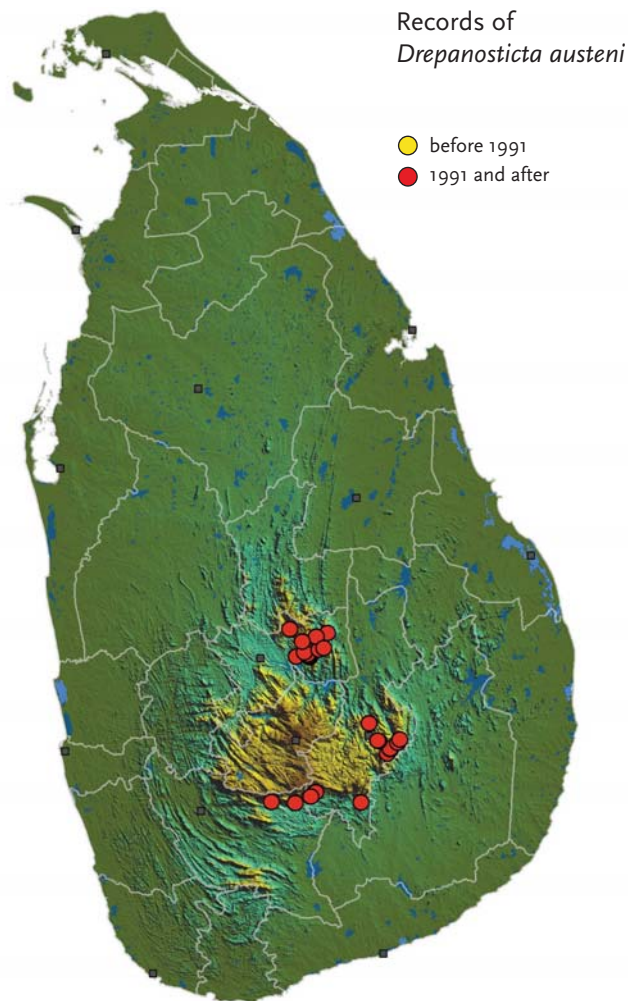 Records of
Drepanosticta austeni
before 1991
1991 and after